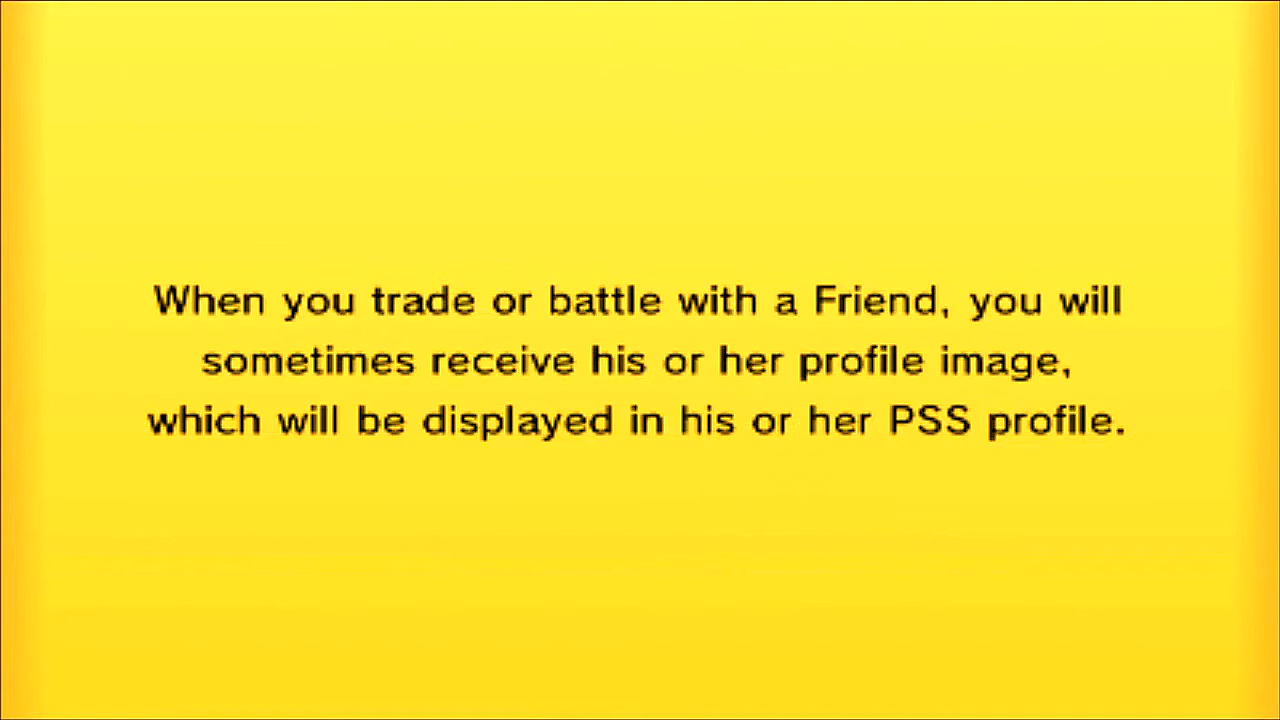 When you trade or battle with a Friend, you will
sometimes receive his or her profile image,
which will be displayed in his or her PSS profile.